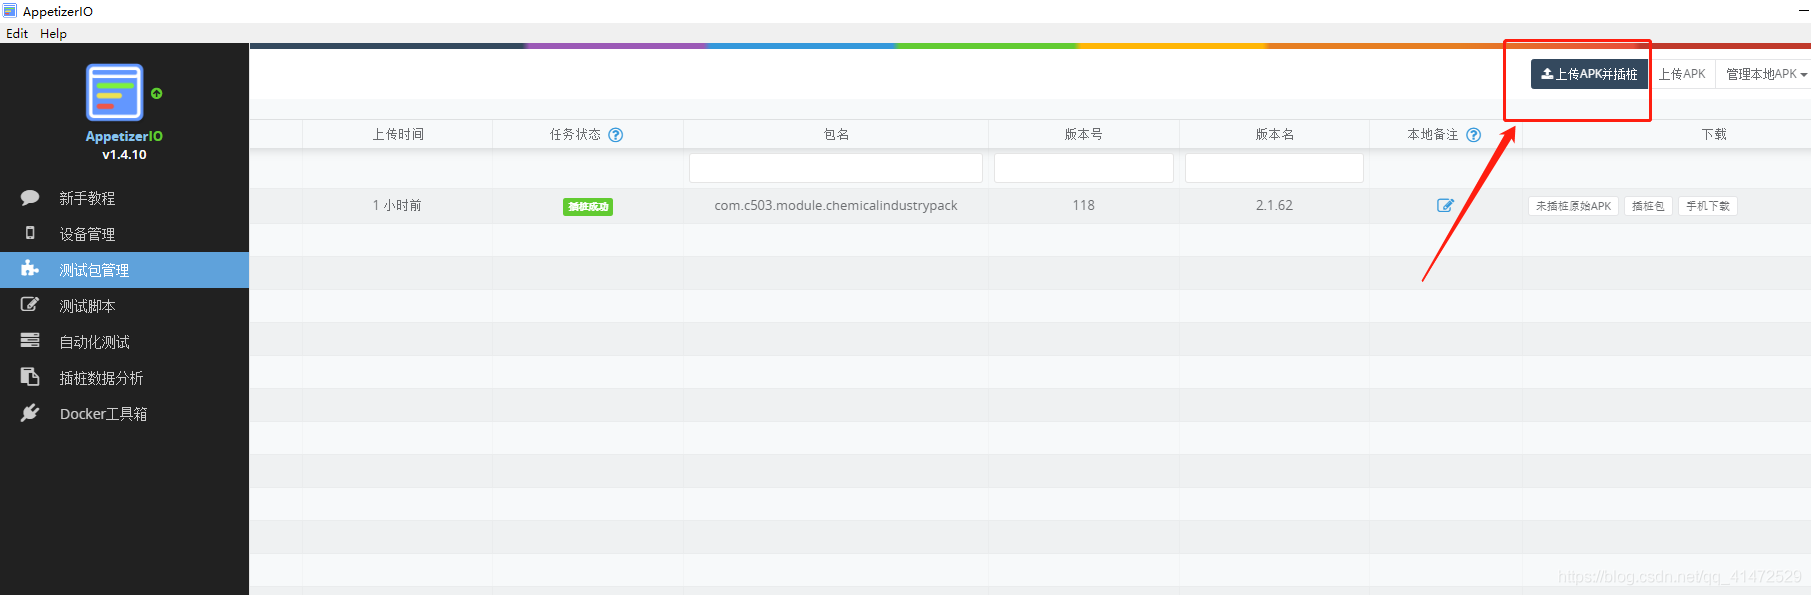 AppetizerIO
Edit Help
AppetizerIO
v1.4.10
新手教程
设备管理
测试包管理
测试脚本
自动化测试
插桩数据分析
Docker工具箱
上传APK并插桩 上传APK 管理本地APK
上传时间 任务状态 包名 版本号 版本名 本地备注 下载
1 小时前 插桩成功 com.c503.module.chemicalindustrypack 118 2.1.62 未插桩原始APK 插桩包 手机下载
https://blog.csdn.net/qq_41472529